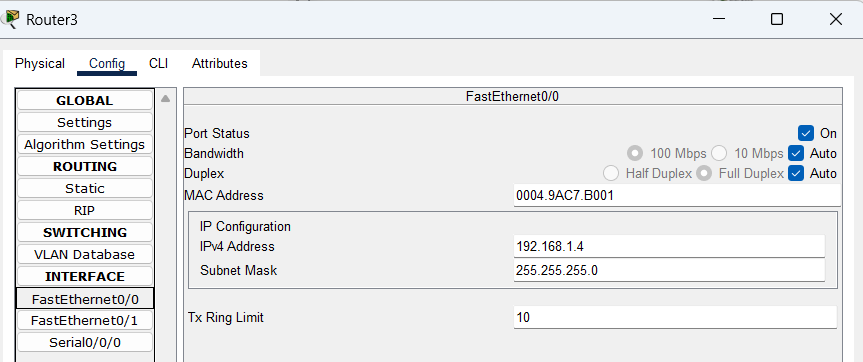 Router3
Physical Config CLI Attributes
GLOBAL
Settings
Algorithm Settings
ROUTING
Static
RIP
SWITCHING
VLAN Database
INTERFACE
FastEthernet0/0
FastEthernet0/1
Serial0/0/0
FastEthernet0/0
Port Status On
Bandwidth 100 Mbps 10 Mbps Auto
Duplex Half Duplex Full Duplex Auto
MAC Address 0004.9AC7.B001
IP Configuration
IPv4 Address 192.168.1.4
Subnet Mask 255.255.255.0
Tx Ring Limit 10